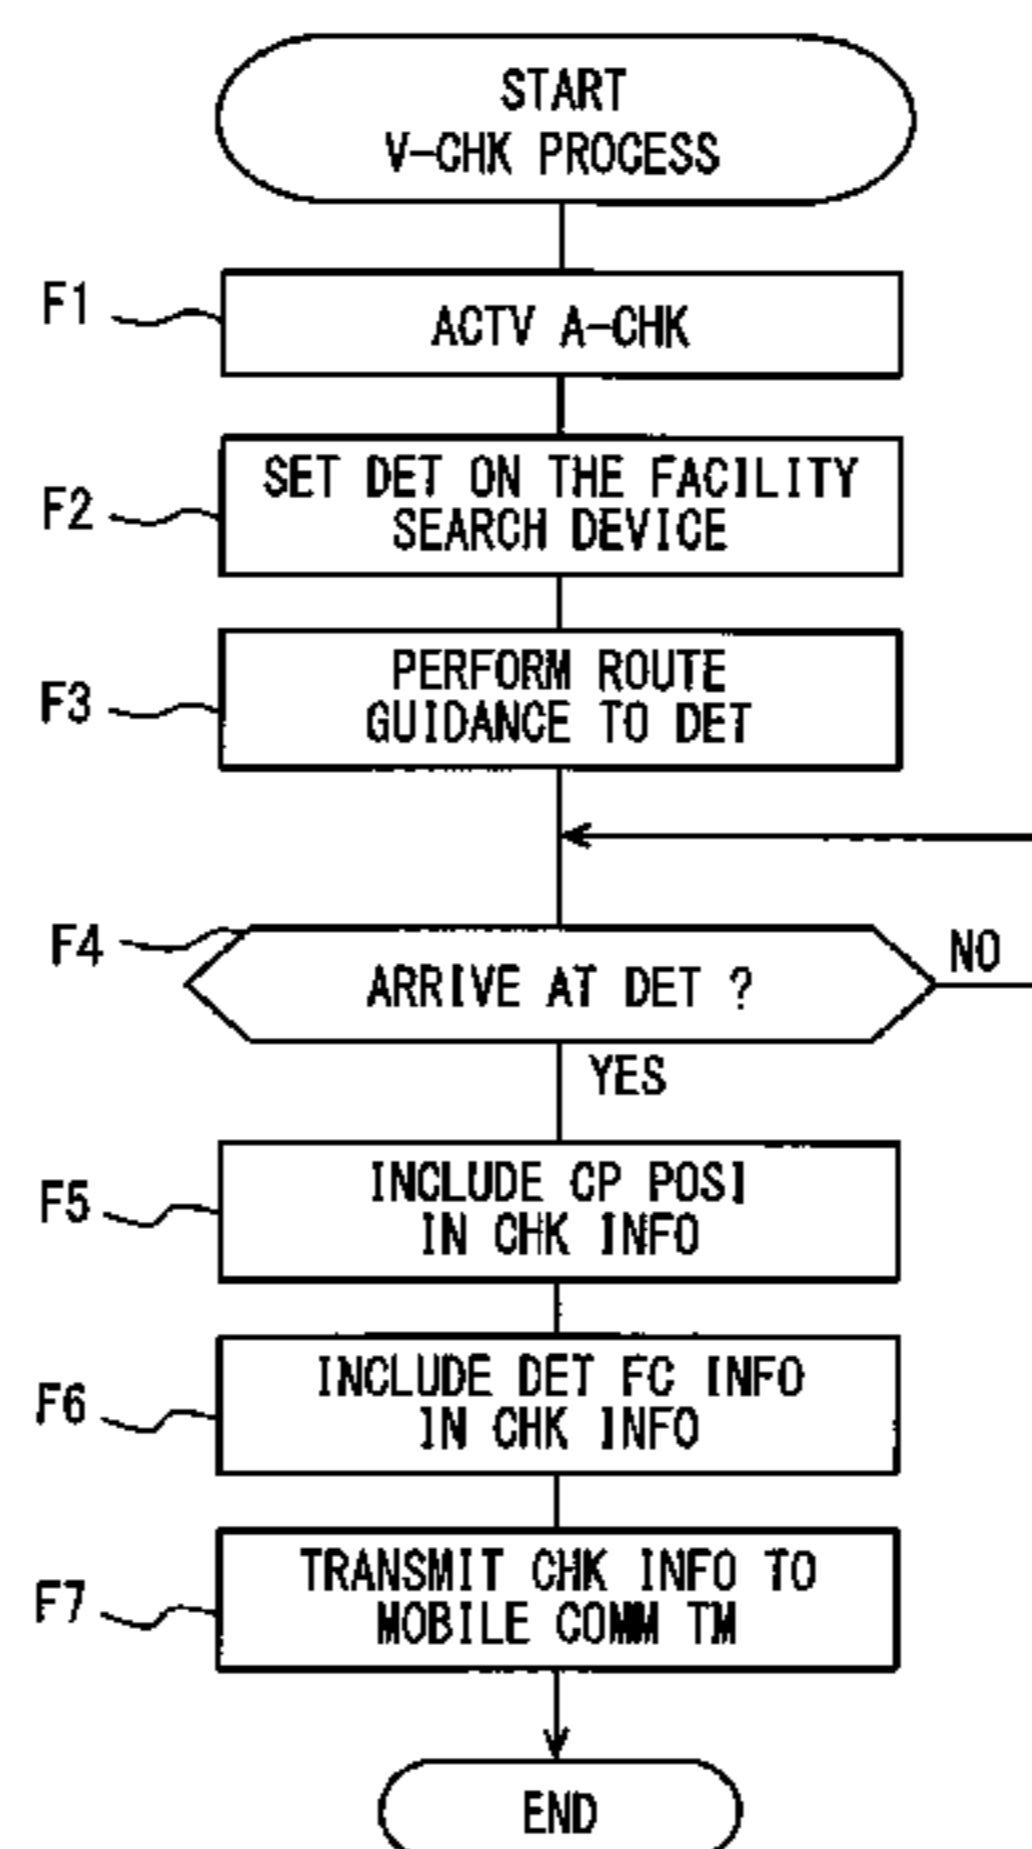 START
V-CHK PROCESS
F1
ACTV A-CHK
F2
SET DET ON THE FACILITY
SEARCH DEVICE
F3
PERFORM ROUTE
GUIDANCE TO DET
F4
ARRIVE AT DET ?
NO
YES
F5
INCLUDE CP POSI
IN CHK INFO
F6
INCLUDE DET FC INFO
IN CHK INFO
F7
TRANSMIT CHK INFO TO
MOBILE COMM TM
END